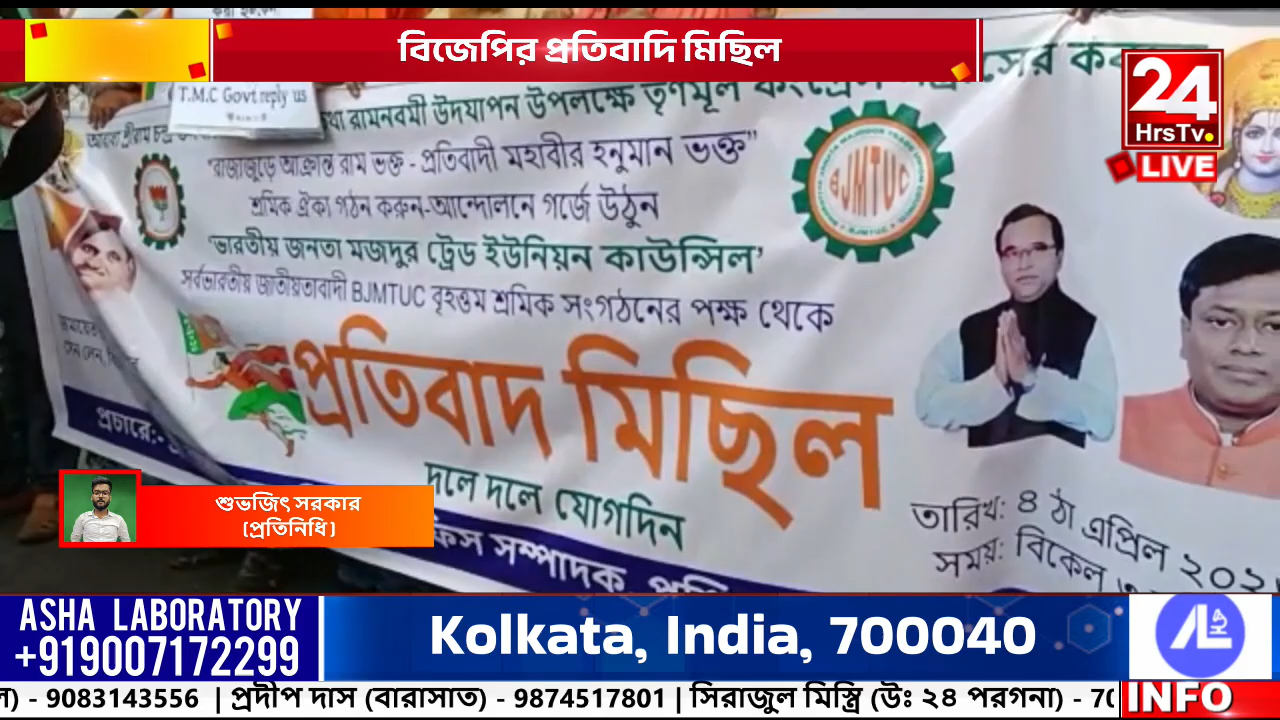 বিজেপির প্রতিবাদি মিছিল
24
HrsTv.
LIVE
T.M.C Govt reply us
রামনবমী উদযাপন উপলক্ষে তৃণমূল কংগ্রেস
"রাজ্যজুড়ে আক্রান্ত রাম ভক্ত - প্রতিবাদী মহাবীর হনুমান ভক্ত"
শ্রমিক ঐক্য গঠন করুন-আন্দোলনে গর্জে উঠুন
'ভারতীয় জনতা মজদুর ট্রেড ইউনিয়ন কাউন্সিল'
সর্বভারতীয় জাতীয়তাবাদী BJMTUC বৃহত্তম শ্রমিক সংগঠনের পক্ষ থেকে
BJMTUC
প্রতিবাদ মিছিল
দলে দলে যোগদিন
প্রচারে:-
সম্পাদক,
তারিখ: ৪ ঠা এপ্রিল
সময়: বিকেল
শুভজিৎ সরকার
(প্রতিনিধি)
ASHA LABORATORY
+919007172299
Kolkata, India, 700040
- 9083143556 | প্রদীপ দাস (বারাসাত) - 9874517801 | সিরাজুল মিস্ত্রি (উঃ ২৪ পরগনা) -
INFO